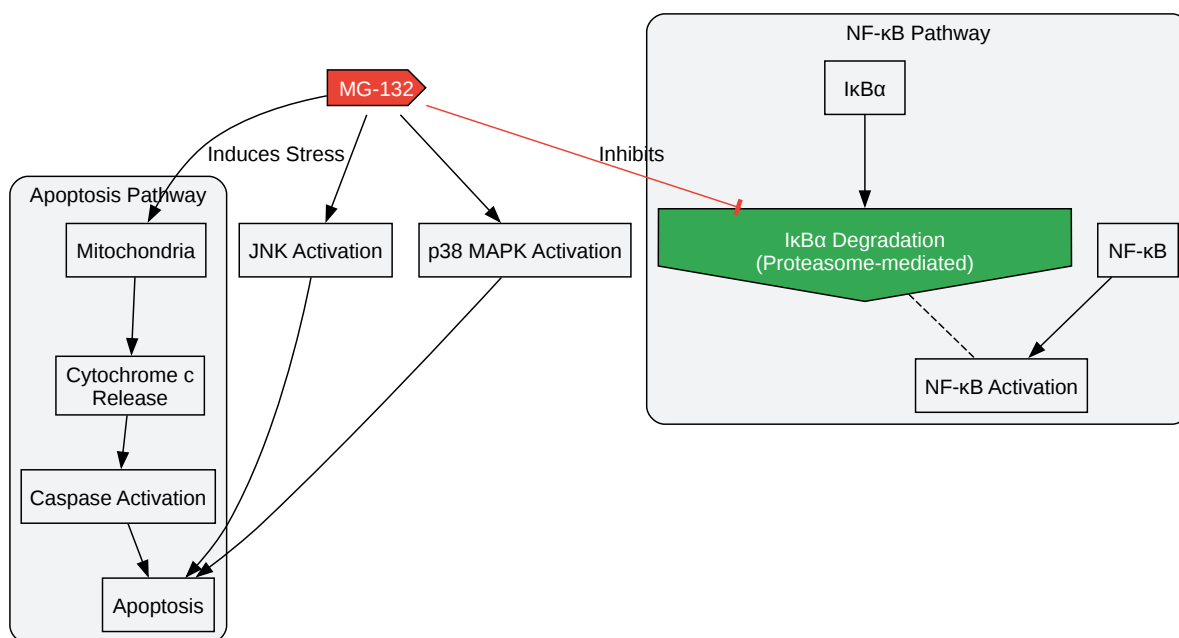 NF-κB Pathway
MG-132
IκBα
Induces Stress
Inhibits
Apoptosis Pathway
Mitochondria
JNK Activation
p38 MAPK Activation
IκBα Degradation
(Proteasome-mediated)
NF-κB
Cytochrome c
Release
NF-κB Activation
Caspase Activation
Apoptosis